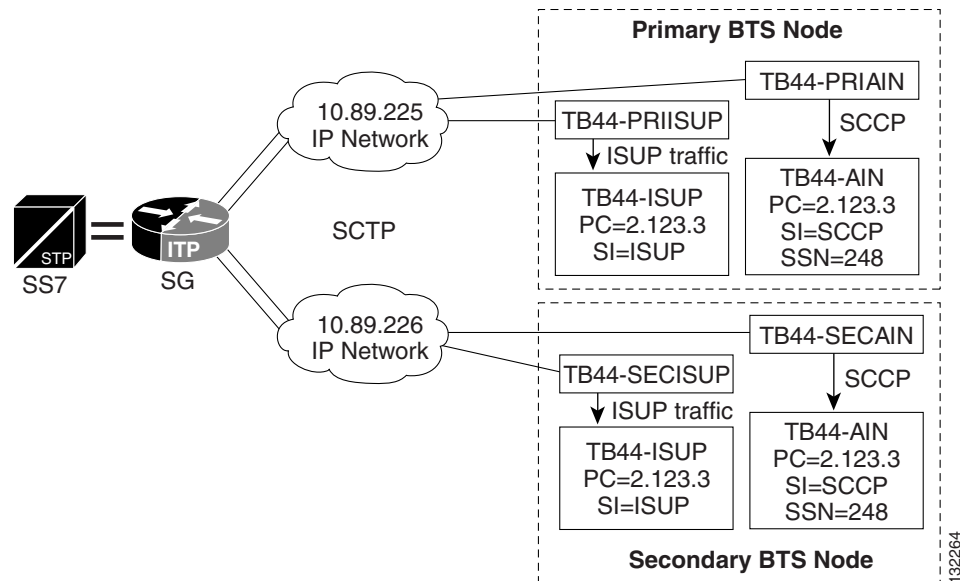 Primary BTS Node
TB44-PRIAIN
10.89.225
IP Network
TB44-PRIISUP
SCCP
ISUP traffic
TB44-ISUP
PC=2.123.3
SI=ISUP
TB44-AIN
PC=2.123.3
SI=SCCP
SSN=248
STP
SS7
ITP
SG
SCTP
10.89.226
IP Network
TB44-SECAIN
TB44-SECISUP
SCCP
ISUP traffic
TB44-ISUP
PC=2.123.3
SI=ISUP
TB44-AIN
PC=2.123.3
SI=SCCP
SSN=248
Secondary BTS Node
132264